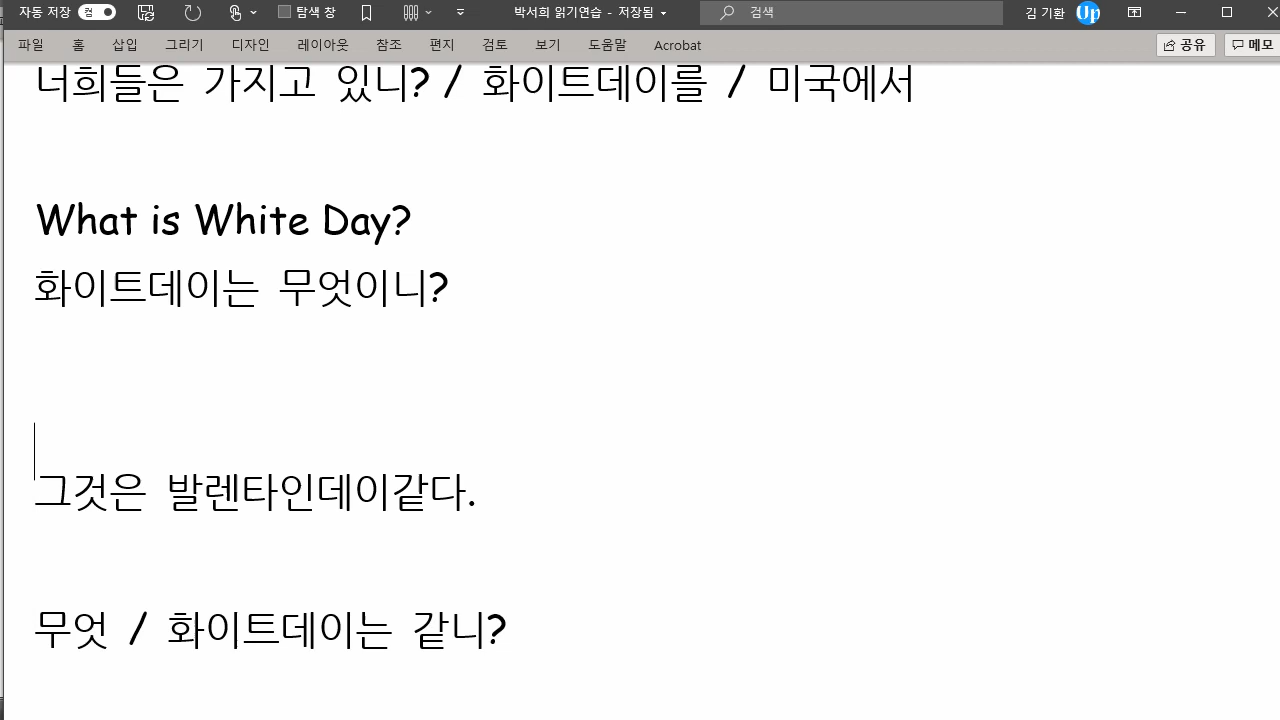 자동 저장 컴 탐색 창 박서희 읽기연습 - 저장됨 검색 김 기환 Up
파일 홈 삽입 그리기 디자인 레이아웃 참조 편지 검토 보기 도움말 Acrobat 공유 메모
너희들은 가지고 있니? / 화이트데이를 / 미국에서
What is White Day?
화이트데이는 무엇이니?
그것은 발렌타인데이같다.
무엇 / 화이트데이는 같니?